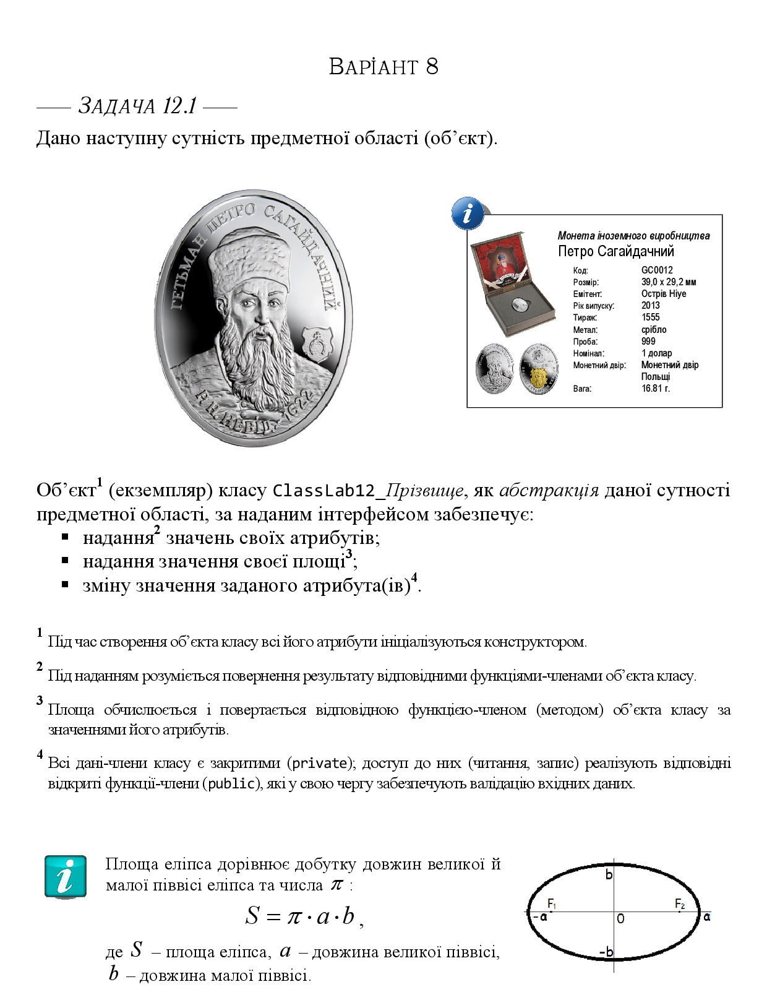 Варіант 8
Задача 12.1
Дано наступну сутність предметної області (об’єкт).
ГЕТЬМАН ПЕТРО САГАЙДАЧНИЙ
Р. Н. НЕВІД. - 1622
i
Монета іноземного виробництва
Петро Сагайдачний
Код: GC0012
Розмір: 39,0 x 29,2 мм
Емітент: Острів Ніуе
Рік випуску: 2013
Тираж: 1555
Метал: срібло
Проба: 999
Номінал: 1 долар
Монетний двір: Монетний двір
Польщі
Вага: 16.81 г.
Об’єкт1 (екземпляр) класу ClassLab12_Прізвище, як абстракція даної сутності
предметної області, за наданим інтерфейсом забезпечує:
▪ надання2 значень своїх атрибутів;
▪ надання значення своєї площі3;
▪ зміну значення заданого атрибута(ів)4.
1 Під час створення об’єкта класу всі його атрибути ініціалізуються конструктором.
2 Під наданням розуміється повернення результату відповідними функціями-членами об’єкта класу.
3 Площа обчислюється і повертається відповідною функцією-членом (методом) об’єкта класу за
значеннями його атрибутів.
4 Всі дані-члени класу є закритими (private); доступ до них (читання, запис) реалізують відповідні
відкриті функції-члени (public), які у свою чергу забезпечують валідацію вхідних даних.
i
Площа еліпса дорівнює добутку довжин великої й
малої піввісі еліпса та числа π :
S = π · a · b ,
де S – площа еліпса, a – довжина великої піввісі,
b – довжина малої піввісі.
b
F1 F2
-a 0 a
-b